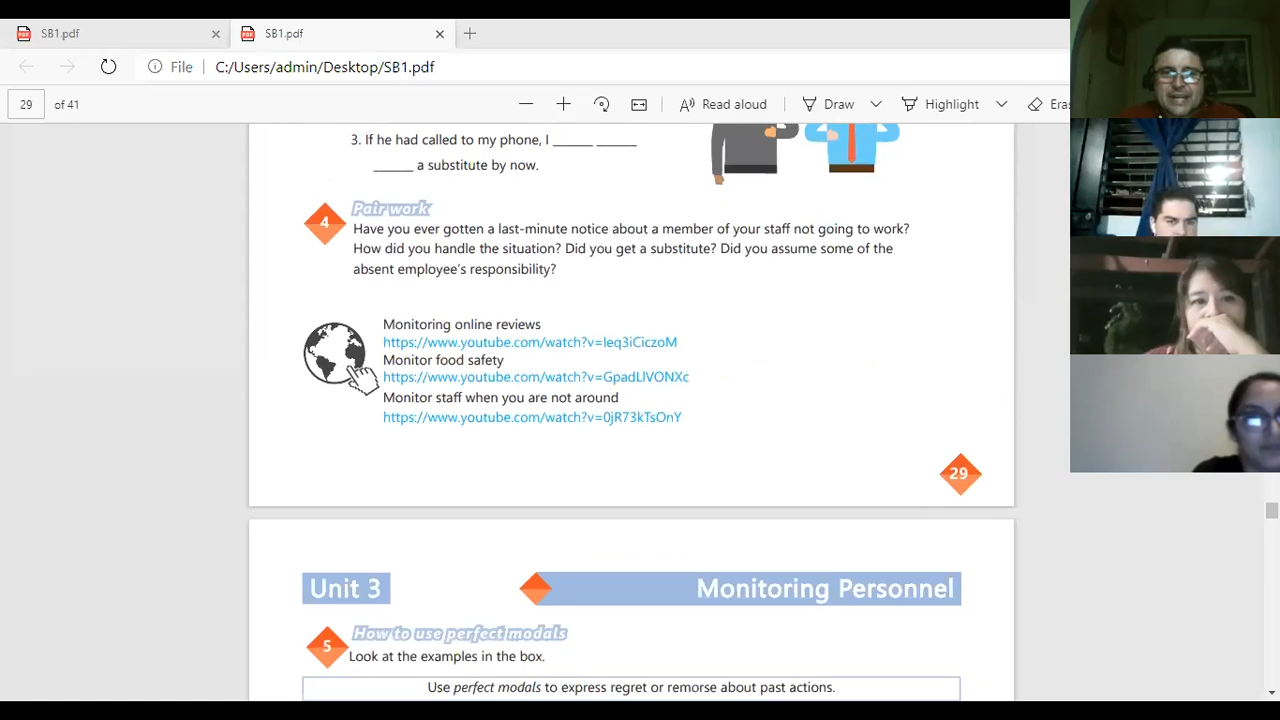 SB1.pdf
SB1.pdf
File C:/Users/admin/Desktop/SB1.pdf
29 of 41 Read aloud Draw Highlight Eras
3. If he had called to my phone, I ______ ______
______ a substitute by now.
4 Pair work
Have you ever gotten a last-minute notice about a member of your staff not going to work?
How did you handle the situation? Did you get a substitute? Did you assume some of the
absent employee's responsibility?
Monitoring online reviews
https://www.youtube.com/watch?v=leq3iCiczoM
Monitor food safety
https://www.youtube.com/watch?v=GpadLlVONXc
Monitor staff when you are not around
https://www.youtube.com/watch?v=0jR73kTsOnY
29
Unit 3 Monitoring Personnel
5 How to use perfect modals
Look at the examples in the box.
Use perfect modals to express regret or remorse about past actions.